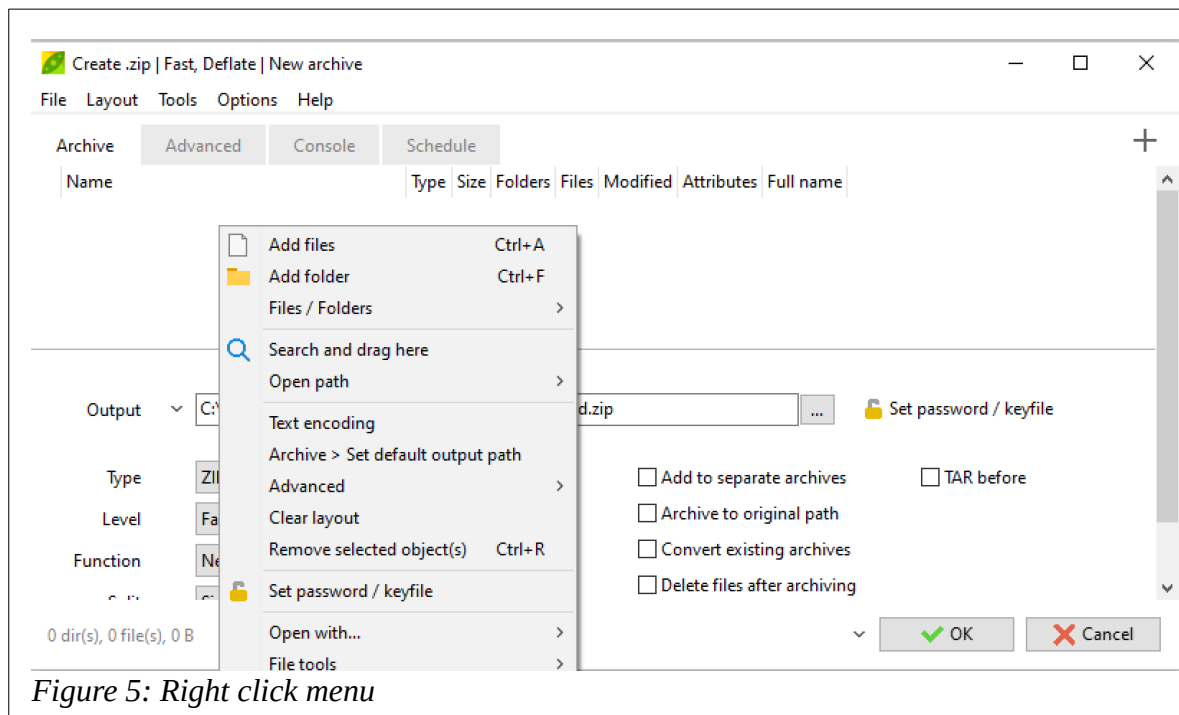 Create .zip | Fast, Deflate | New archive
File Layout Tools Options Help
Archive Advanced Console Schedule
Name Type Size Folders Files Modified Attributes Full name
Add files Ctrl+A
Add folder Ctrl+F
Files / Folders
Search and drag here
Open path
Output C:\ d.zip ... Set password / keyfile
Text encoding
Archive > Set default output path
Type ZI Advanced Add to separate archives TAR before
Level Fa Clear layout Archive to original path
Function Ne Remove selected object(s) Ctrl+R Convert existing archives
Set password / keyfile Delete files after archiving
0 dir(s), 0 file(s), 0 B Open with... OK Cancel
File tools
Figure 5: Right click menu